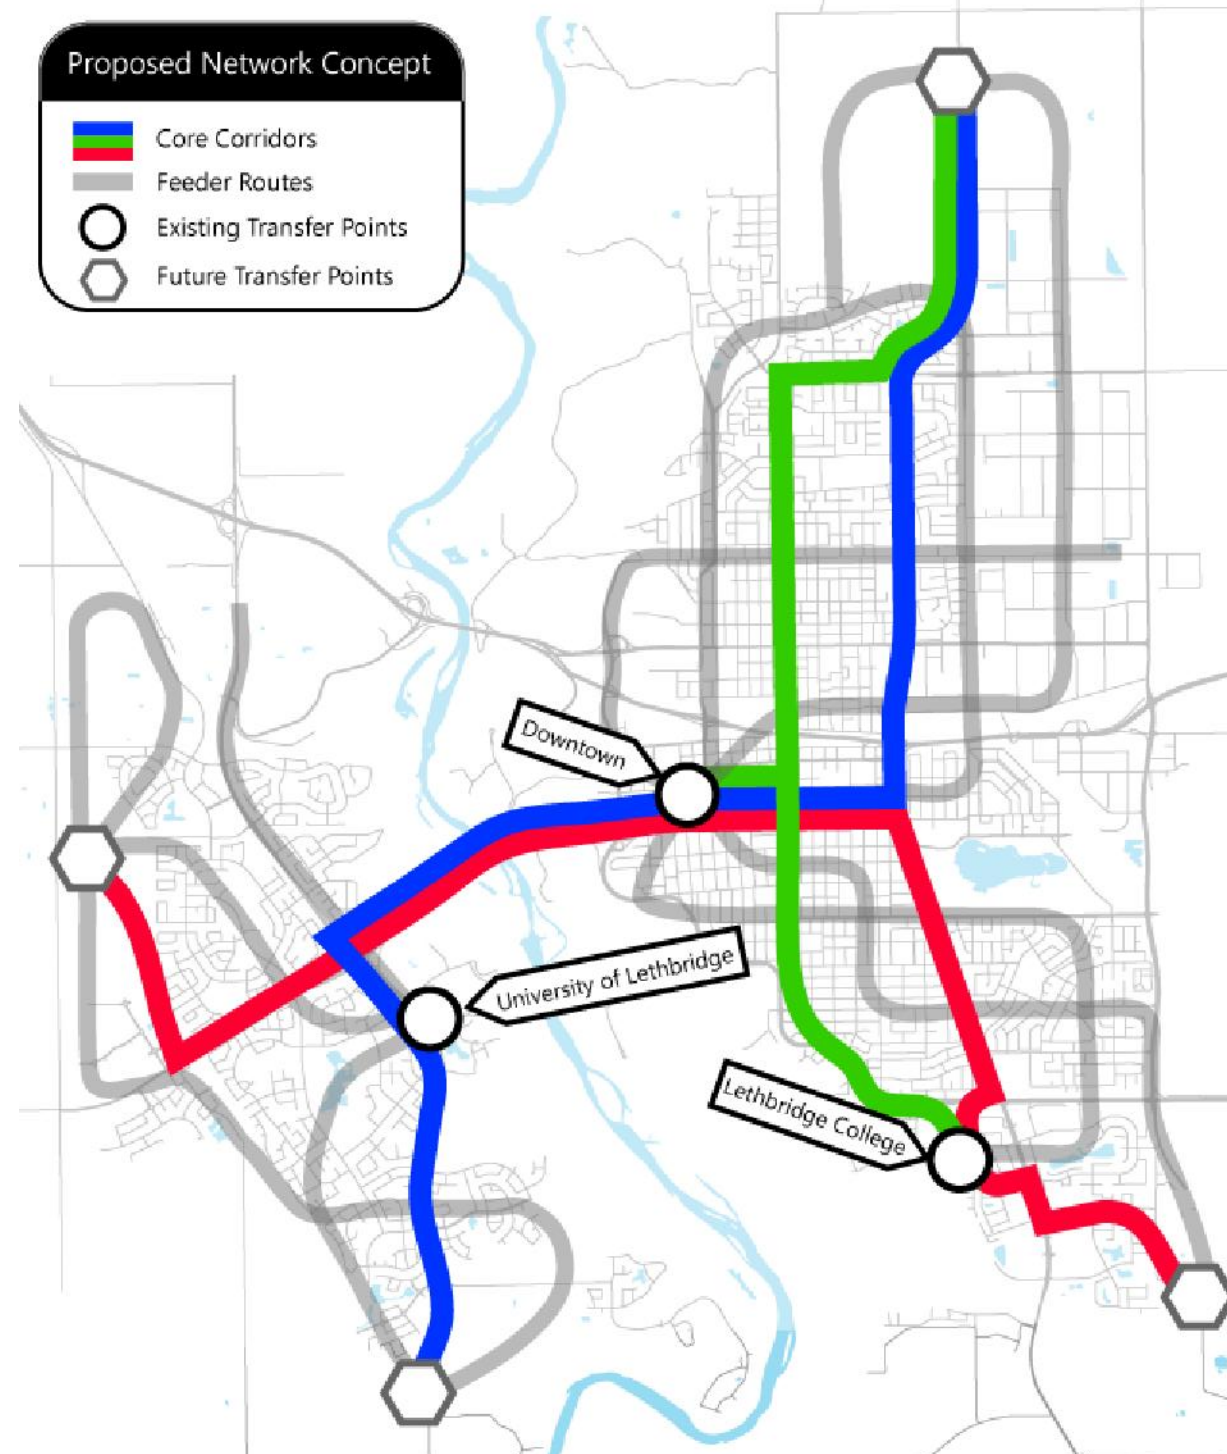 Proposed Network Concept
Core Corridors
Feeder Routes
Existing Transfer Points
Future Transfer Points
Downtown
University of Lethbridge
Lethbridge College